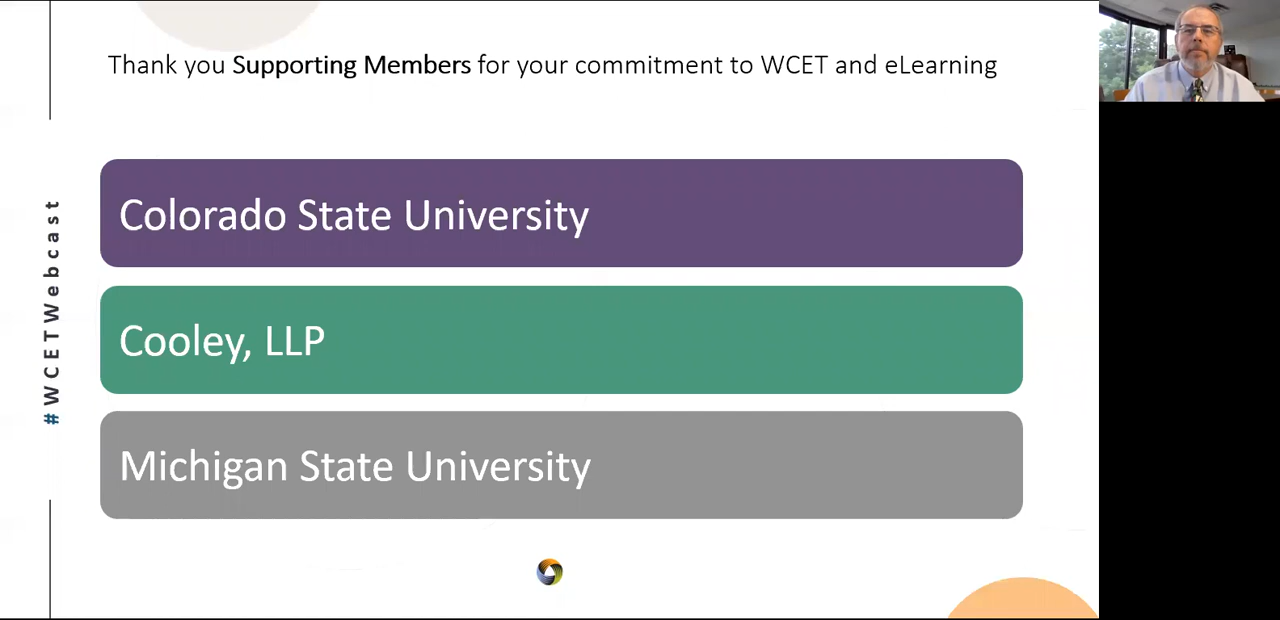 Thank you Supporting Members for your commitment to WCET and eLearning
#WCETWebcast
Colorado State University
Cooley, LLP
Michigan State University